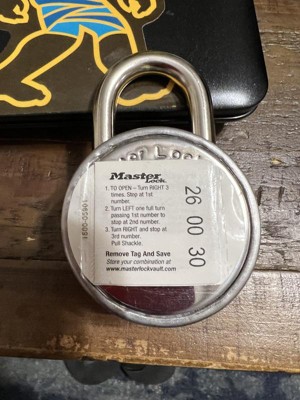 Master
Lock
1. TO OPEN – Turn RIGHT 3
times. Stop at 1st
number.
2. Turn LEFT one full turn
passing 1st number to
stop at 2nd number.
3. Turn RIGHT and stop at
3rd number.
Pull Shackle.
Remove Tag And Save
Store your combination at
www.masterlockvault.com
26 00 30